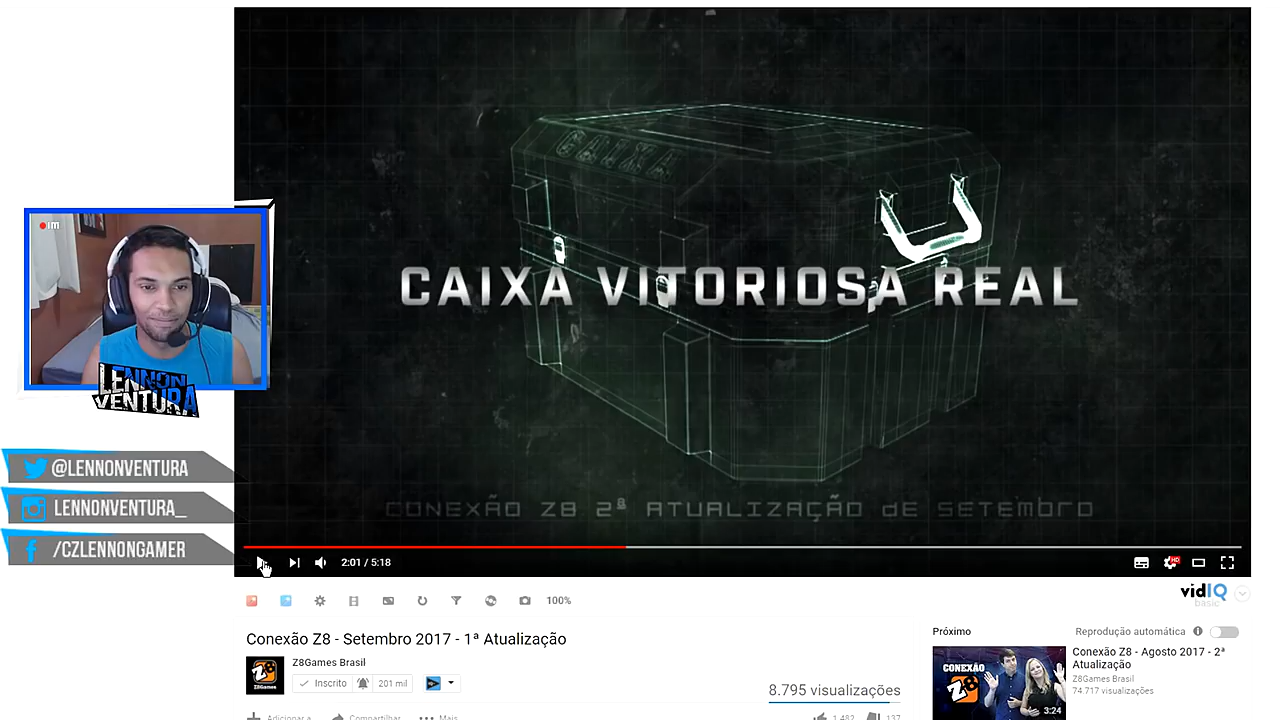 CAIXA
CAIXA VITORIOSA REAL
CONEXÃO Z8 2ª ATUALIZAÇÃO dE SETEMbrO
LENNON
VENTURA
@LENNONVENTURA
LENNONVENTURA_
/CZLENNONGAMER
2:01 / 5:18
HD
100%
vidIQ
basic
Conexão Z8 - Setembro 2017 - 1ª Atualização
Z8Games Brasil
Z8Games
Inscrito
201 mil
8.795 visualizações
Adicionar a
Compartilhar
Mais
1.482
137
Próximo
Reprodução automática
CONEXÃO
Z8Games
3:24
Conexão Z8 - Agosto 2017 - 2ª
Atualização
Z8Games Brasil
74.717 visualizações